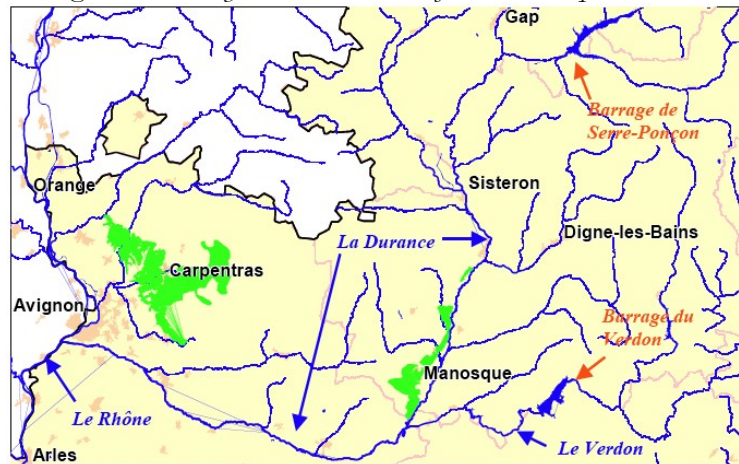 Gap
Barrage de
Serre-Ponçon
Sisteron
Orange
La Durance
Digne-les-Bains
Carpentras
Avignon
Barrage du
Verdon
Manosque
Le Rhône
Le Verdon
Arles